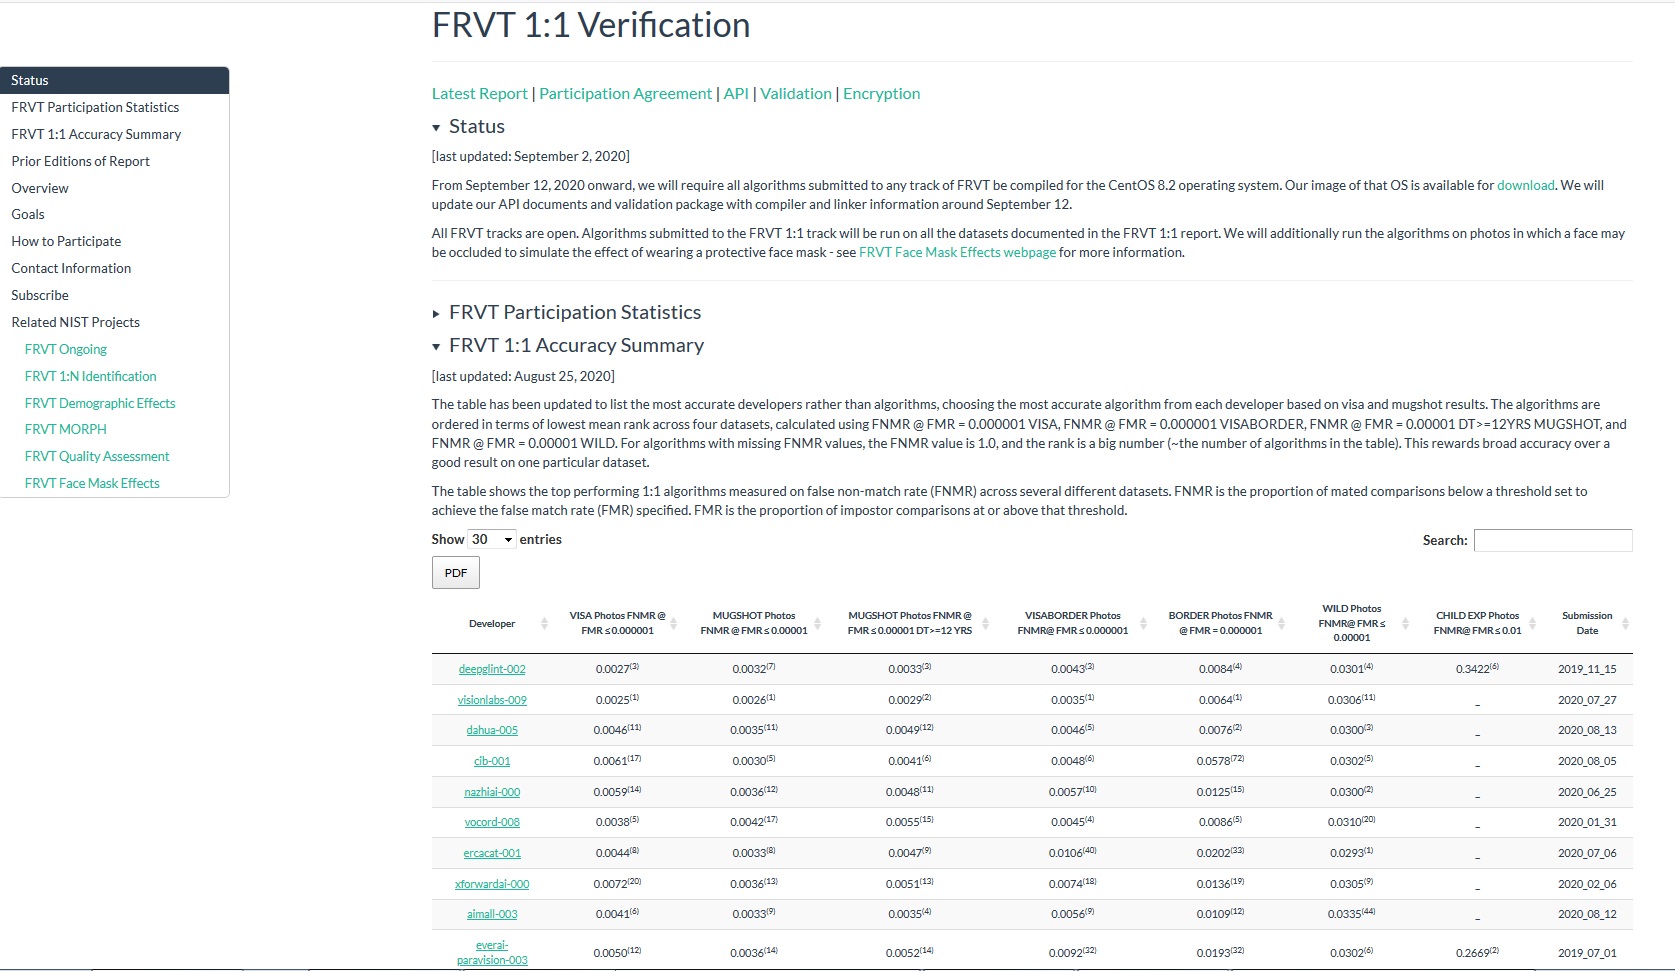 FRVT 1:1 Verification
Status
FRVT Participation Statistics
FRVT 1:1 Accuracy Summary
Prior Editions of Report
Overview
Goals
How to Participate
Contact Information
Subscribe
Related NIST Projects
FRVT Ongoing
FRVT 1:N Identification
FRVT Demographic Effects
FRVT MORPH
FRVT Quality Assessment
FRVT Face Mask Effects
Latest Report | Participation Agreement | API | Validation | Encryption
▾ Status
[last updated: September 2, 2020]
From September 12, 2020 onward, we will require all algorithms submitted to any track of FRVT be compiled for the CentOS 8.2 operating system. Our image of that OS is available for download. We will
update our API documents and validation package with compiler and linker information around September 12.
All FRVT tracks are open. Algorithms submitted to the FRVT 1:1 track will be run on all the datasets documented in the FRVT 1:1 report. We will additionally run the algorithms on photos in which a face may
be occluded to simulate the effect of wearing a protective face mask - see FRVT Face Mask Effects webpage for more information.
▸ FRVT Participation Statistics
▾ FRVT 1:1 Accuracy Summary
[last updated: August 25, 2020]
The table has been updated to list the most accurate developers rather than algorithms, choosing the most accurate algorithm from each developer based on visa and mugshot results. The algorithms are
ordered in terms of lowest mean rank across four datasets, calculated using FNMR @ FMR = 0.000001 VISA, FNMR @ FMR = 0.000001 VISABORDER, FNMR @ FMR = 0.00001 DT>=12YRS MUGSHOT, and
FNMR @ FMR = 0.00001 WILD. For algorithms with missing FNMR values, the FNMR value is 1.0, and the rank is a big number (~the number of algorithms in the table). This rewards broad accuracy over a
good result on one particular dataset.
The table shows the top performing 1:1 algorithms measured on false non-match rate (FNMR) across several different datasets. FNMR is the proportion of mated comparisons below a threshold set to
achieve the false match rate (FMR) specified. FMR is the proportion of impostor comparisons at or above that threshold.
Show 30 entries Search:
PDF
Developer VISA Photos FNMR @ FMR ≤ 0.000001 MUGSHOT Photos FNMR @ FMR ≤ 0.00001 MUGSHOT Photos FNMR @ FMR ≤ 0.00001 DT>=12 YRS VISABORDER Photos FNMR@ FMR ≤ 0.000001 BORDER Photos FNMR @ FMR = 0.000001 WILD Photos FNMR@ FMR ≤ 0.00001 CHILD EXP Photos FNMR@ FMR ≤ 0.01 Submission Date
deepglint-002 0.0027(3) 0.0032(7) 0.0033(3) 0.0043(3) 0.0084(4) 0.0301(4) 0.3422(6) 2019_11_15
visionlabs-009 0.0025(1) 0.0026(1) 0.0029(2) 0.0035(1) 0.0064(1) 0.0306(11) _ 2020_07_27
dahua-005 0.0046(11) 0.0035(11) 0.0049(12) 0.0046(5) 0.0076(2) 0.0300(3) _ 2020_08_13
cib-001 0.0061(17) 0.0030(5) 0.0041(6) 0.0048(6) 0.0578(72) 0.0302(5) _ 2020_08_05
nazhiai-000 0.0059(14) 0.0036(12) 0.0048(11) 0.0057(10) 0.0125(15) 0.0300(2) _ 2020_06_25
vocord-008 0.0038(5) 0.0042(17) 0.0055(15) 0.0045(4) 0.0086(5) 0.0310(20) _ 2020_01_31
ercacat-001 0.0044(8) 0.0033(8) 0.0047(9) 0.0106(40) 0.0202(33) 0.0293(1) _ 2020_07_06
xforwardai-000 0.0072(20) 0.0036(13) 0.0051(13) 0.0074(18) 0.0136(19) 0.0305(9) _ 2020_02_06
aimall-003 0.0041(6) 0.0033(9) 0.0035(4) 0.0056(9) 0.0109(12) 0.0335(44) _ 2020_08_12
everai-paravision-003 0.0050(12) 0.0036(14) 0.0052(14) 0.0092(32) 0.0193(32) 0.0302(6) 0.2669(2) 2019_07_01